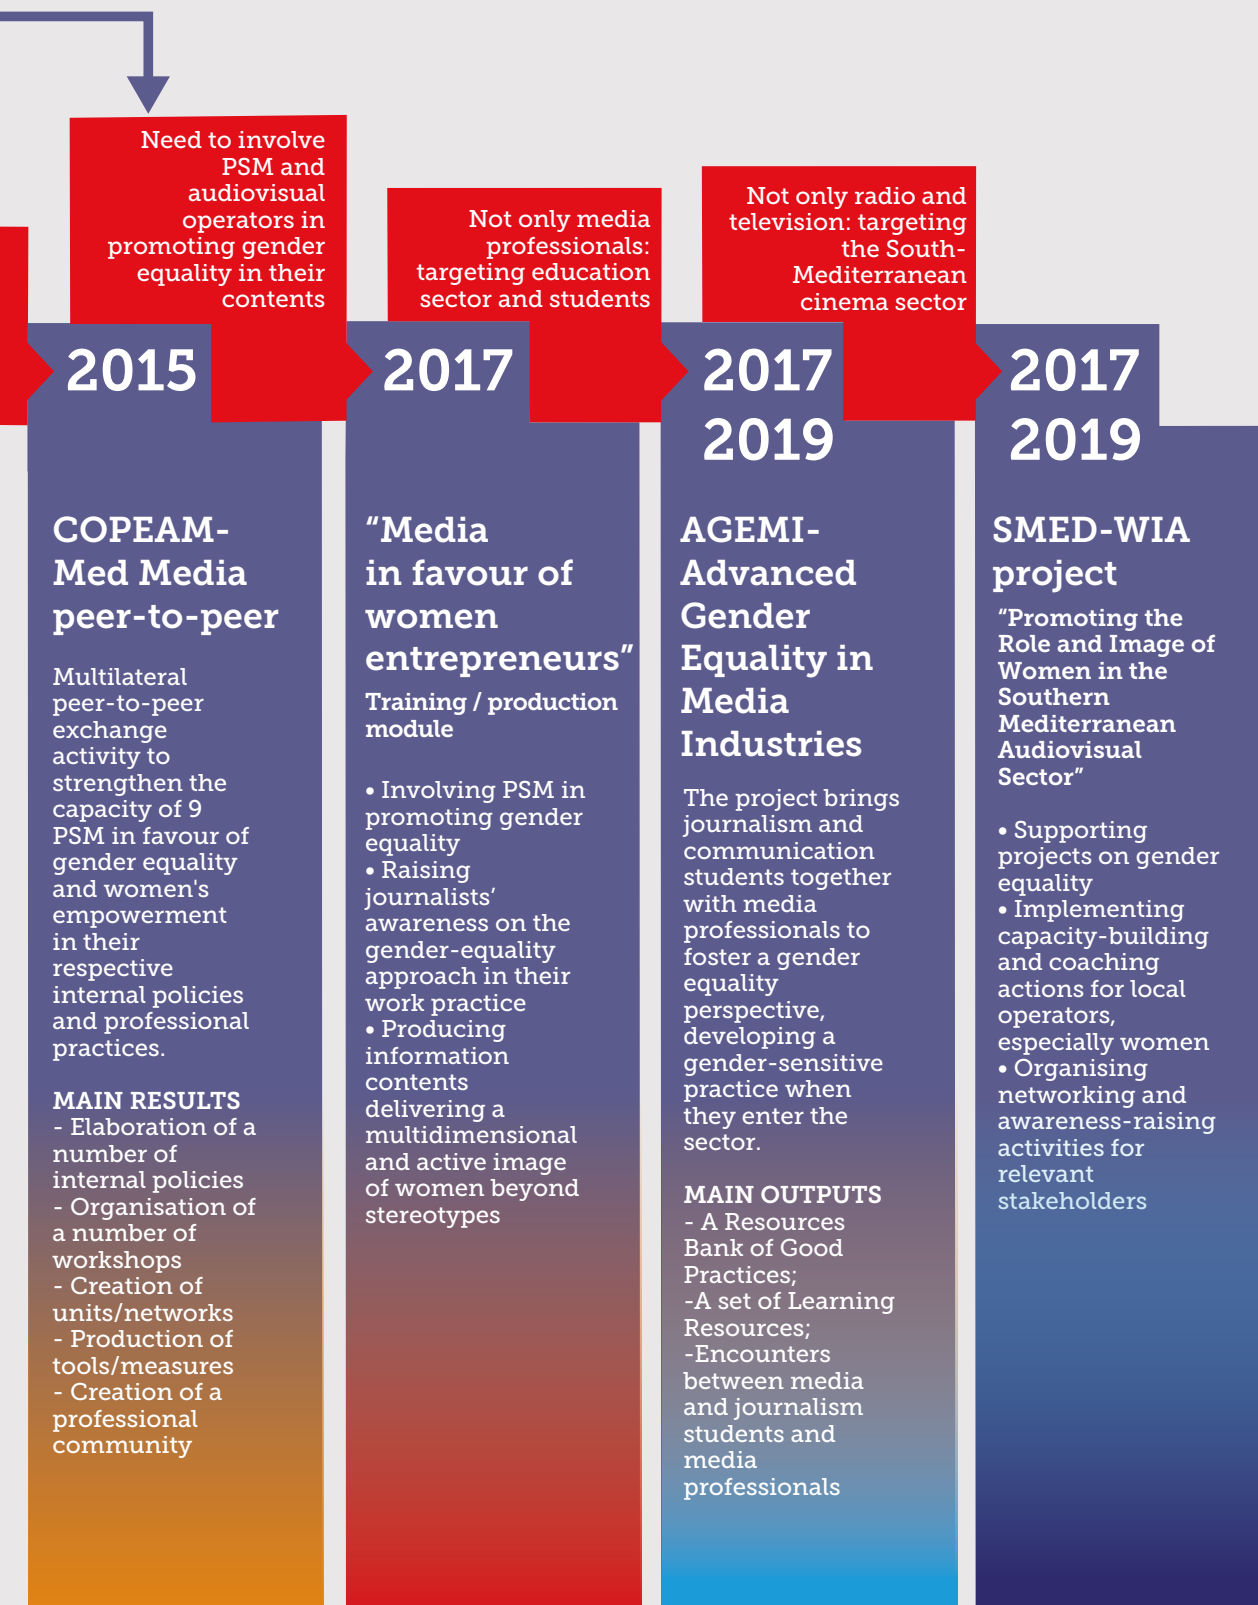 Need to involve
PSM and
audiovisual
operators in
promoting gender
equality in their
contents
2015
COPEAM-
Med Media
peer-to-peer
Multilateral
peer-to-peer
exchange
activity to
strengthen the
capacity of 9
PSM in favour of
gender equality
and women's
empowerment
in their
respective
internal policies
and professional
practices.
MAIN RESULTS
- Elaboration of a
number of
internal policies
- Organisation of
a number of
workshops
- Creation of
units/networks
- Production of
tools/measures
- Creation of a
professional
community
Not only media
professionals:
targeting education
sector and students
2017
“Media
in favour of
women
entrepreneurs”
Training / production
module
• Involving PSM in
promoting gender
equality
• Raising
journalists’
awareness on the
gender-equality
approach in their
work practice
• Producing
information
contents
delivering a
multidimensional
and active image
of women beyond
stereotypes
Not only radio and
television: targeting
the South-
Mediterranean
cinema sector
2017
2019
AGEMI-
Advanced
Gender
Equality in
Media
Industries
The project brings
journalism and
communication
students together
with media
professionals to
foster a gender
equality
perspective,
developing a
gender-sensitive
practice when
they enter the
sector.
MAIN OUTPUTS
- A Resources
Bank of Good
Practices;
-A set of Learning
Resources;
-Encounters
between media
and journalism
students and
media
professionals
2017
2019
SMED-WIA
project
“Promoting the
Role and Image of
Women in the
Southern
Mediterranean
Audiovisual
Sector”
• Supporting
projects on gender
equality
• Implementing
capacity-building
and coaching
actions for local
operators,
especially women
• Organising
networking and
awareness-raising
activities for
relevant
stakeholders